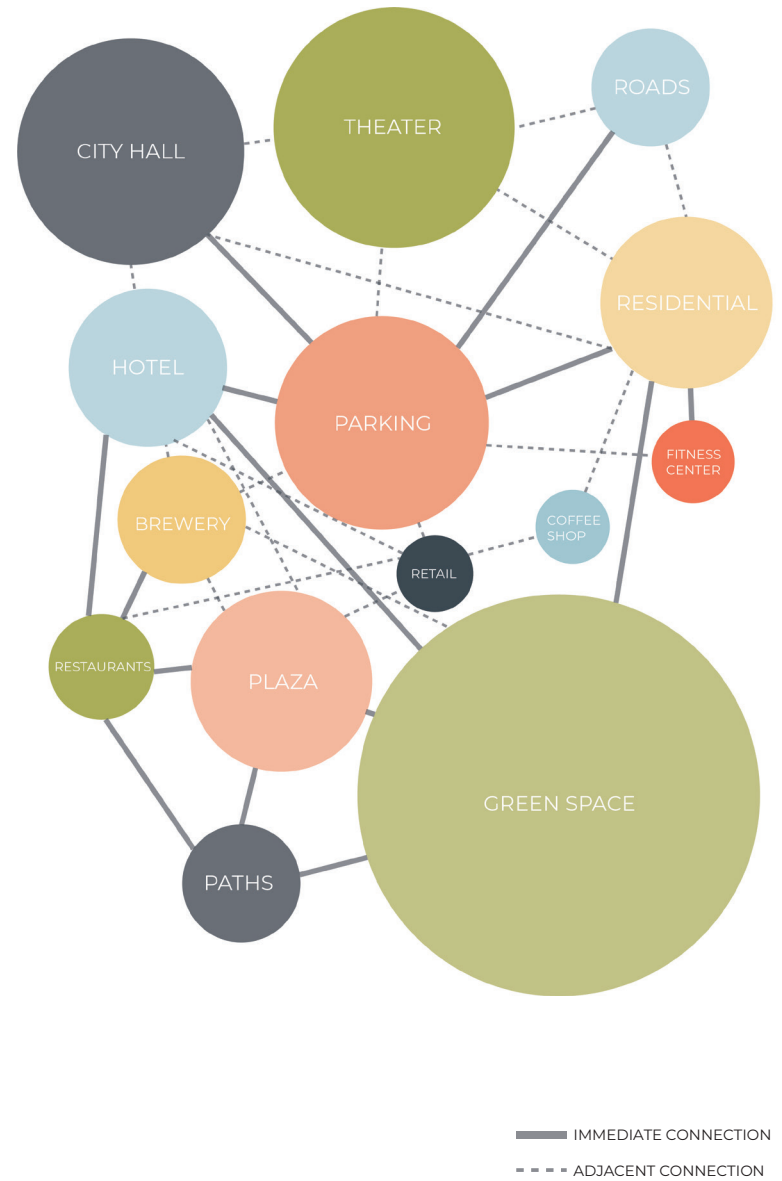 CITY HALL
THEATER
ROADS
RESIDENTIAL
HOTEL
PARKING
FITNESS
CENTER
BREWERY
COFFEE
SHOP
RETAIL
RESTAURANTS
PLAZA
GREEN SPACE
PATHS
IMMEDIATE CONNECTION
ADJACENT CONNECTION